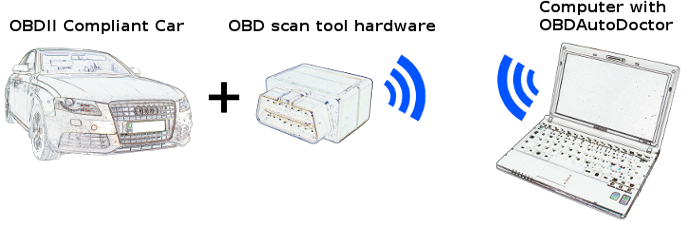 OBDII Compliant Car
OBD scan tool hardware
Computer with
OBDAutoDoctor